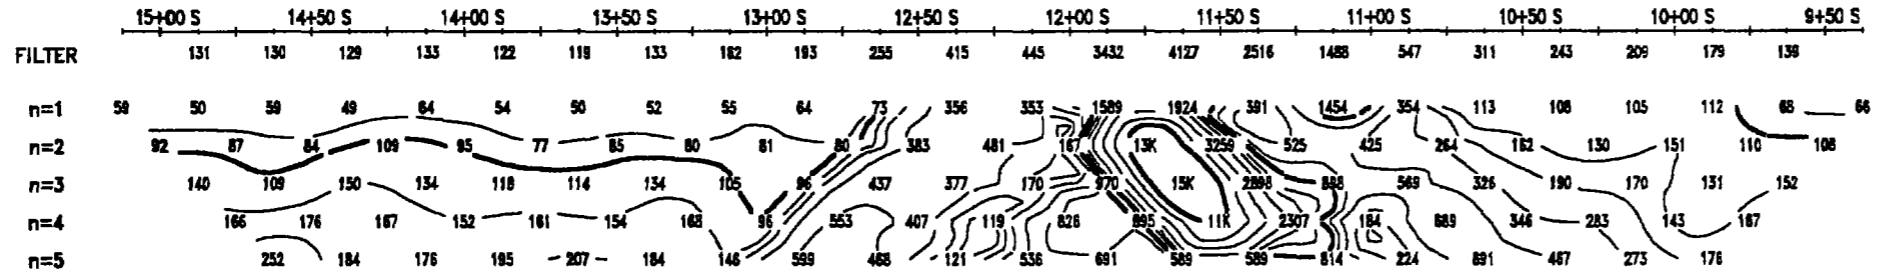 15+00 S 14+50 S 14+00 S 13+50 S 13+00 S 12+50 S 12+00 S 11+50 S 11+00 S 10+50 S 10+00 S 9+50 S
FILTER 131 130 129 133 122 119 133 162 193 255 415 445 3432 4127 2516 1488 547 311 243 209 179 139
n=1 59 50 59 49 64 54 50 52 55 64 73 356 353 1589 1924 391 1454 354 113 108 105 112 68 66
n=2 92 87 84 109 95 77 85 80 81 80 383 481 167 13K 3259 525 425 264 162 130 151 110 108
n=3 140 109 150 134 118 114 134 105 96 437 377 170 970 15K 2898 898 569 326 190 170 131 152
n=4 166 176 167 152 161 154 168 96 553 407 119 826 895 11K 2307 184 689 346 283 143 167
n=5 252 184 176 195 207 184 146 599 468 121 536 691 589 589 814 224 891 467 273 176